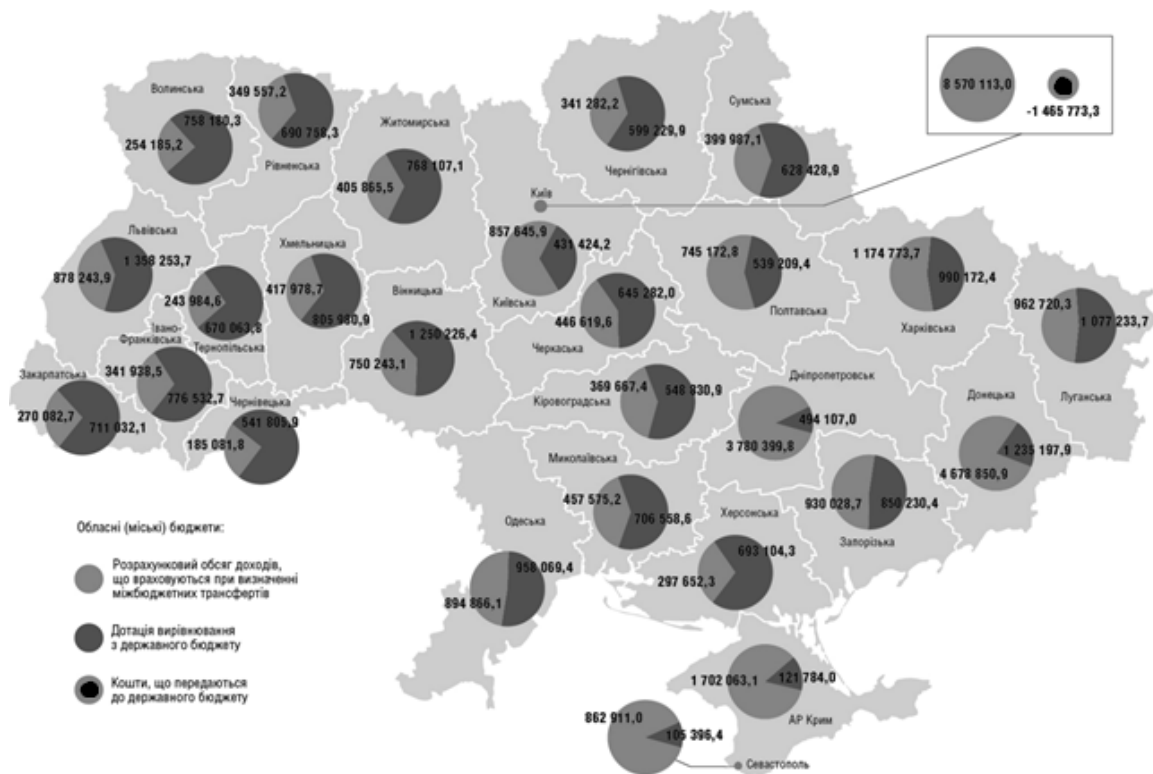 8 570 113,0
-1 465 773,3
Волинська
758 180,3
254 185,2
349 557,2
690 758,3
Рівненська
Житомирська
768 107,1
405 865,5
341 282,2
599 229,9
Чернігівська
Сумська
399 987,1
628 428,9
Київ
857 645,9
431 424,2
Київська
Львівська
1 358 253,7
878 243,9
243 984,6
670 063,8
Тернопільська
Хмельницька
417 978,7
805 980,9
Вінницька
1 250 226,4
750 243,1
645 282,0
446 619,6
Черкаська
745 172,8
539 209,4
Полтавська
1 174 773,7
990 172,4
Харківська
962 720,3
1 077 233,7
Луганська
Івано-
Франківська
341 938,5
776 532,7
Закарпатська
270 082,7
711 032,1
Чернівецька
541 805,9
185 081,8
369 667,4
548 830,9
Кіровоградська
Дніпропетровськ
494 107,0
3 780 399,8
Донецька
1 235 197,9
4 678 850,9
Миколаївська
457 575,2
706 558,6
930 028,7
850 230,4
Запорізька
Одеська
958 069,4
894 866,1
Херсонська
693 104,3
297 652,3
1 702 063,1
121 784,0
АР Крим
862 911,0
105 396,4
Севастополь
Обласні (міські) бюджети:
Розрахунковий обсяг доходів,
що враховуються при визначенні
міжбюджетних трансфертів
Дотація вирівнювання
з державного бюджету
Кошти, що передаються
до державного бюджету